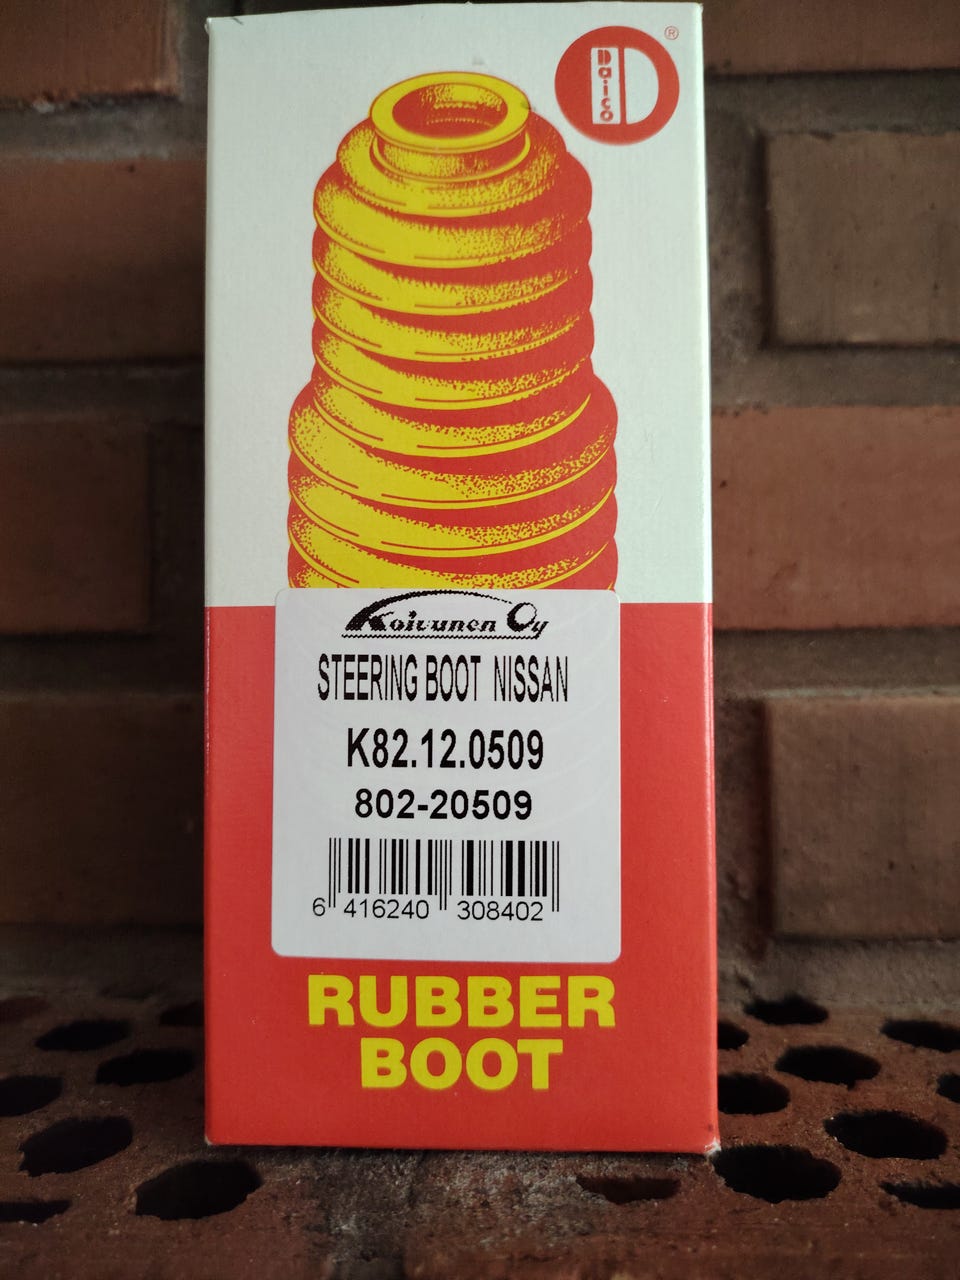 Daico
®
Koivunen Oy
STEERING BOOT NISSAN
K82.12.0509
802-20509
6 416240 308402
RUBBER
BOOT